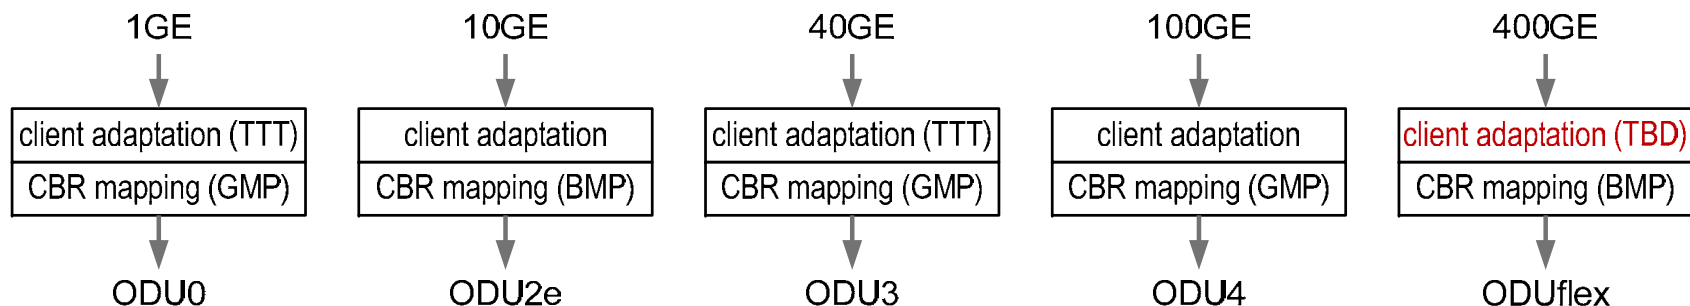 1GE
10GE
40GE
100GE
400GE
client adaptation (TTT)
client adaptation
client adaptation (TTT)
client adaptation
client adaptation (TBD)
CBR mapping (GMP)
CBR mapping (BMP)
CBR mapping (GMP)
CBR mapping (GMP)
CBR mapping (BMP)
ODU0
ODU2e
ODU3
ODU4
ODUflex